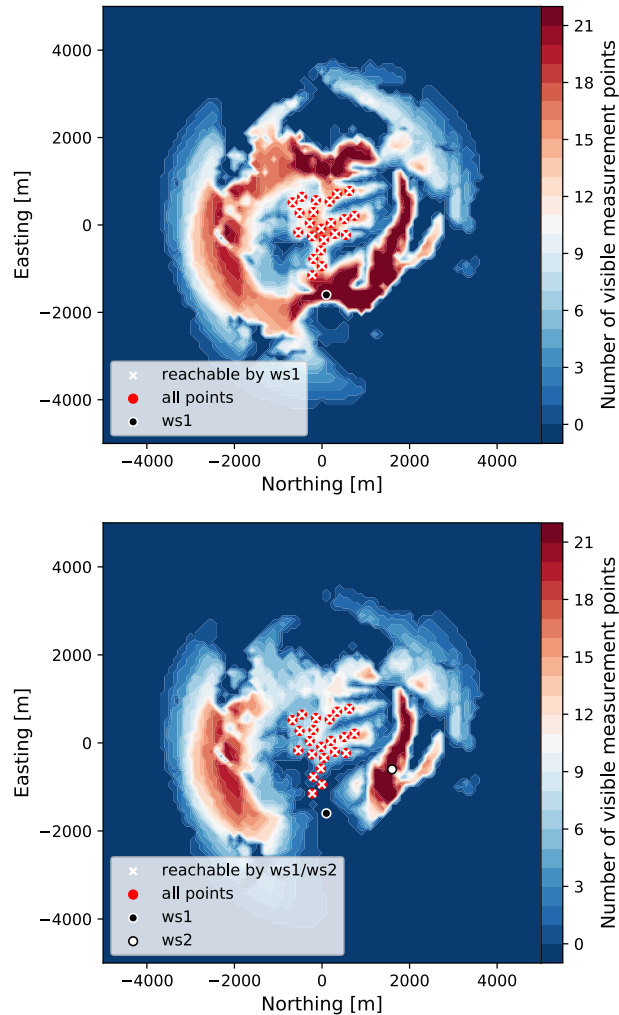 4000
2000
0
−2000
−4000
Easting [m]
−4000 −2000 0 2000 4000
Northing [m]
reachable by ws1
all points
ws1
21
18
15
12
9
6
3
0
Number of visible measurement points
4000
2000
0
−2000
−4000
Easting [m]
−4000 −2000 0 2000 4000
Northing [m]
reachable by ws1/ws2
all points
ws1
ws2
21
18
15
12
9
6
3
0
Number of visible measurement points